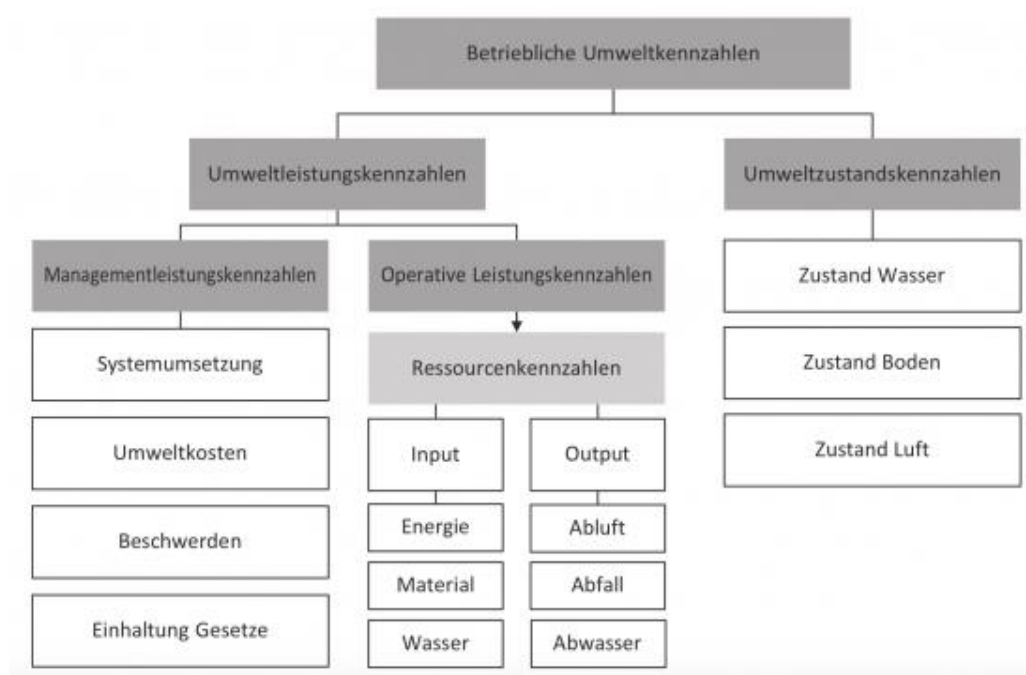 Betriebliche Umweltkennzahlen
Umweltleistungskennzahlen
Umweltzustandskennzahlen
Managementleistungskennzahlen
Operative Leistungskennzahlen
Zustand Wasser
Systemumsetzung
Ressourcenkennzahlen
Zustand Boden
Umweltkosten
Input
Output
Zustand Luft
Energie
Abluft
Beschwerden
Material
Abfall
Einhaltung Gesetze
Wasser
Abwasser